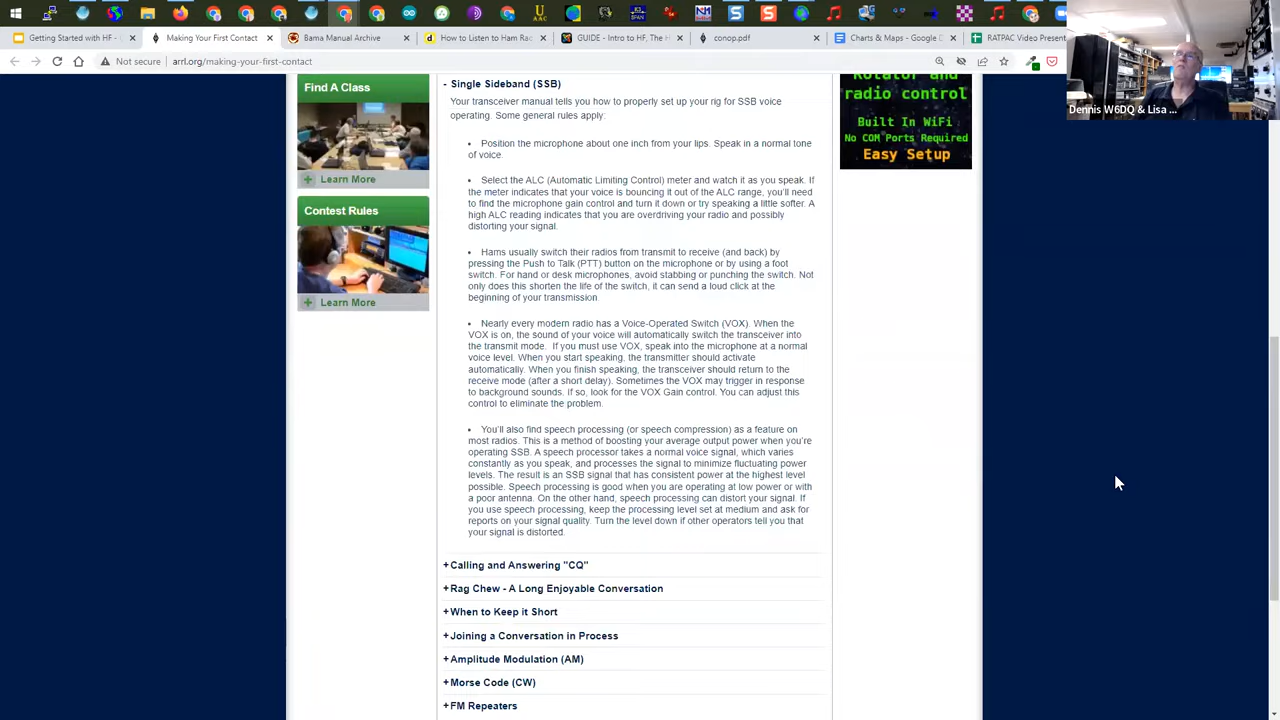 Getting Started with HF -
Making Your First Contact
Bama Manual Archive
How to Listen to Ham Rad
GUIDE - Intro to HF, The H
conop.pdf
Charts & Maps - Google D
RATPAC Video Present
Not secure
arrl.org/making-your-first-contact
Dennis W6DQ & Lisa ...
Find A Class
Learn More
Contest Rules
Learn More
- Single Sideband (SSB)
Your transceiver manual tells you how to properly set up your rig for SSB voice
operating. Some general rules apply:
• Position the microphone about one inch from your lips. Speak in a normal tone
of voice.
• Select the ALC (Automatic Limiting Control) meter and watch it as you speak. If
the meter indicates that your voice is bouncing it out of the ALC range, you'll need
to find the microphone gain control and turn it down or try speaking a little softer. A
high ALC reading indicates that you are overdriving your radio and possibly
distorting your signal.
• Hams usually switch their radios from transmit to receive (and back) by
pressing the Push to Talk (PTT) button on the microphone or by using a foot
switch. For hand or desk microphones, avoid stabbing or punching the switch. Not
only does this shorten the life of the switch, it can send a loud click at the
beginning of your transmission.
• Nearly every modern radio has a Voice-Operated Switch (VOX). When the
VOX is on, the sound of your voice will automatically switch the transceiver into
the transmit mode. If you must use VOX, speak into the microphone at a normal
voice level. When you start speaking, the transmitter should activate
automatically. When you finish speaking, the transceiver should return to the
receive mode (after a short delay). Sometimes the VOX may trigger in response
to background sounds. If so, look for the VOX Gain control. You can adjust this
control to eliminate the problem.
• You'll also find speech processing (or speech compression) as a feature on
most radios. This is a method of boosting your average output power when you're
operating SSB. A speech processor takes a normal voice signal, which varies
constantly as you speak, and processes the signal to minimize fluctuating power
levels. The result is an SSB signal that has consistent power at the highest level
possible. Speech processing is good when you are operating at low power or with
a poor antenna. On the other hand, speech processing can distort your signal. If
you use speech processing, keep the processing level set at medium and ask for
reports on your signal quality. Turn the level down if other operators tell you that
your signal is distorted.
+Calling and Answering "CQ"
+Rag Chew - A Long Enjoyable Conversation
+When to Keep it Short
+Joining a Conversation in Process
+Amplitude Modulation (AM)
+Morse Code (CW)
+FM Repeaters
Rotator and
radio control
Built In WiFi
No COM Ports Required
Easy Setup